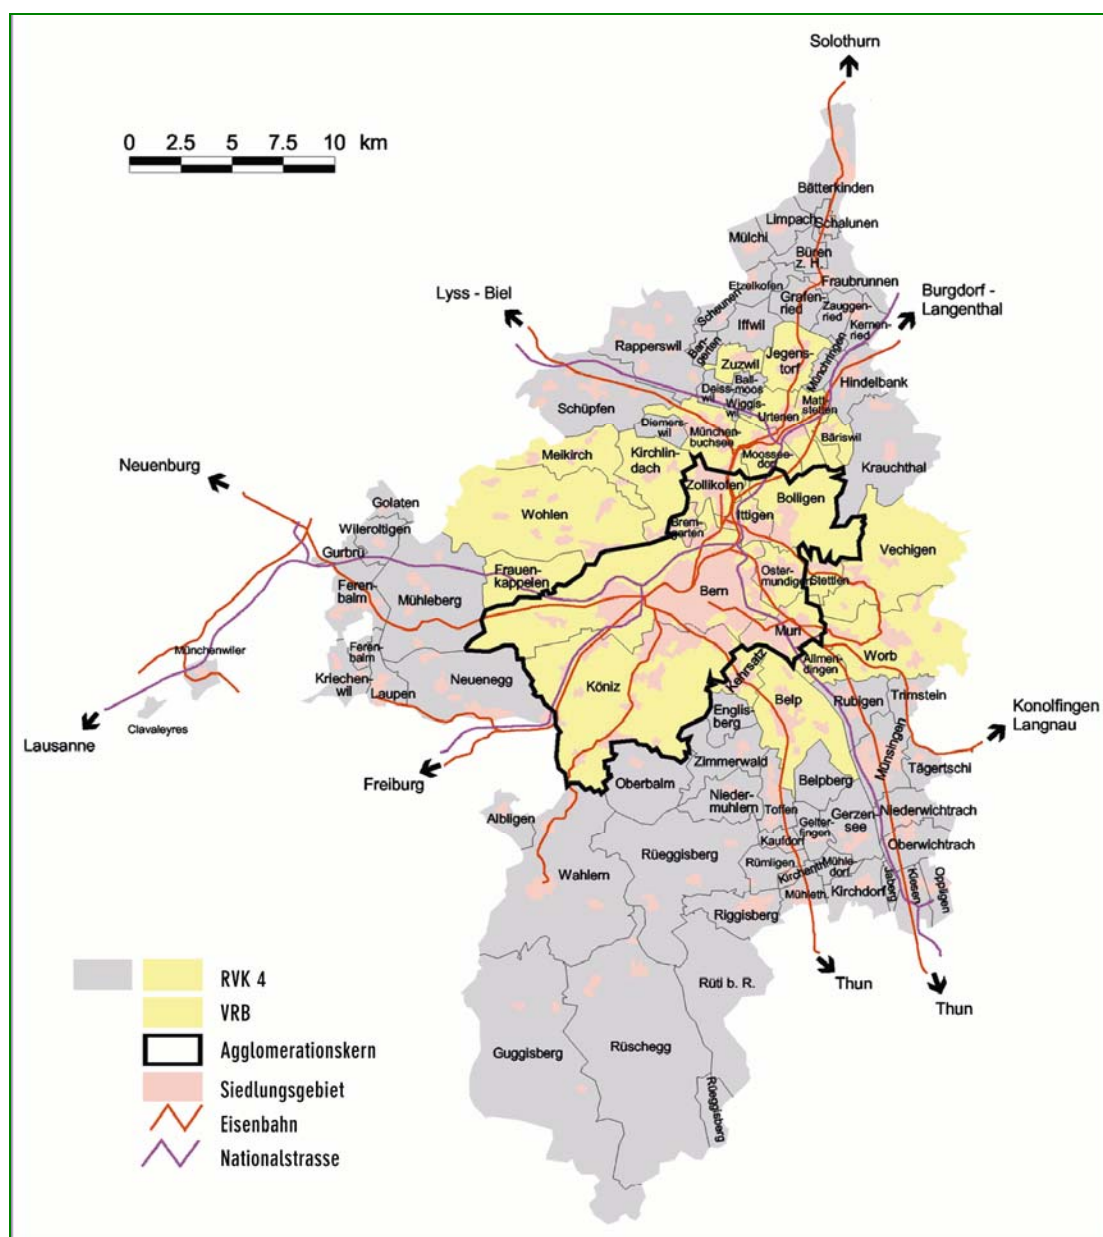 Solothurn
0 2.5 5 7.5 10 km
Bätterkinden
Limpach
Schalunen
Mülchi
Büren
z. H.
Etzelkofen
Fraubrunnen
Lyss - Biel
Burgdorf -
Langenthal
Scheunen
Grafen-
ried
Zauggen-
ried
Iffwil
Kernen-
ried
Rapperswil
Ban-
gerten
Jegens-
torf
Münchringen
Zuzwil
Hindelbank
Deiss-
wil
Ball-
moos
Schüpfen
Wiggis-
wil
Matt-
stetten
Urtenen
Diemers-
wil
München-
buchsee
Bäriswil
Meikirch
Kirchlin-
dach
Moossee-
dorf
Krauchthal
Neuenburg
Zollikofen
Bolligen
Golaten
Wohlen
Ittigen
Wileroltigen
Brem-
garten
Vechigen
Gurbrü
Frauen-
kappelen
Oster-
mundigen
Stettlen
Feren-
balm
Mühleberg
Bern
Muri
Münchenwiler
Feren-
balm
Worb
Allmen-
dingen
Kriechen-
wil
Laupen
Neuenegg
Köniz
Kehrsatz
Belp
Rubigen
Trimstein
Clavaleyres
Englis-
berg
Konolfingen
Langnau
Lausanne
Münsingen
Zimmerwald
Tägertschi
Freiburg
Oberbalm
Belpberg
Nieder-
muhlern
Albligen
Toffen
Gelter-
fingen
Gerzen-
see
Niederwichtrach
Kaufdorf
Oberwichtrach
Rüeggisberg
Rümligen
Mühle-
dorf
Wahlern
Kirchenth.
Mühleth.
Kirchdorf
Jaberg
Kiesen
Oppligen
Riggisberg
RVK 4
Rüti b. R.
Thun
Thun
VRB
Agglomerationskern
Guggisberg
Rüschegg
Siedlungsgebiet
Rüeggisberg
Eisenbahn
Nationalstrasse